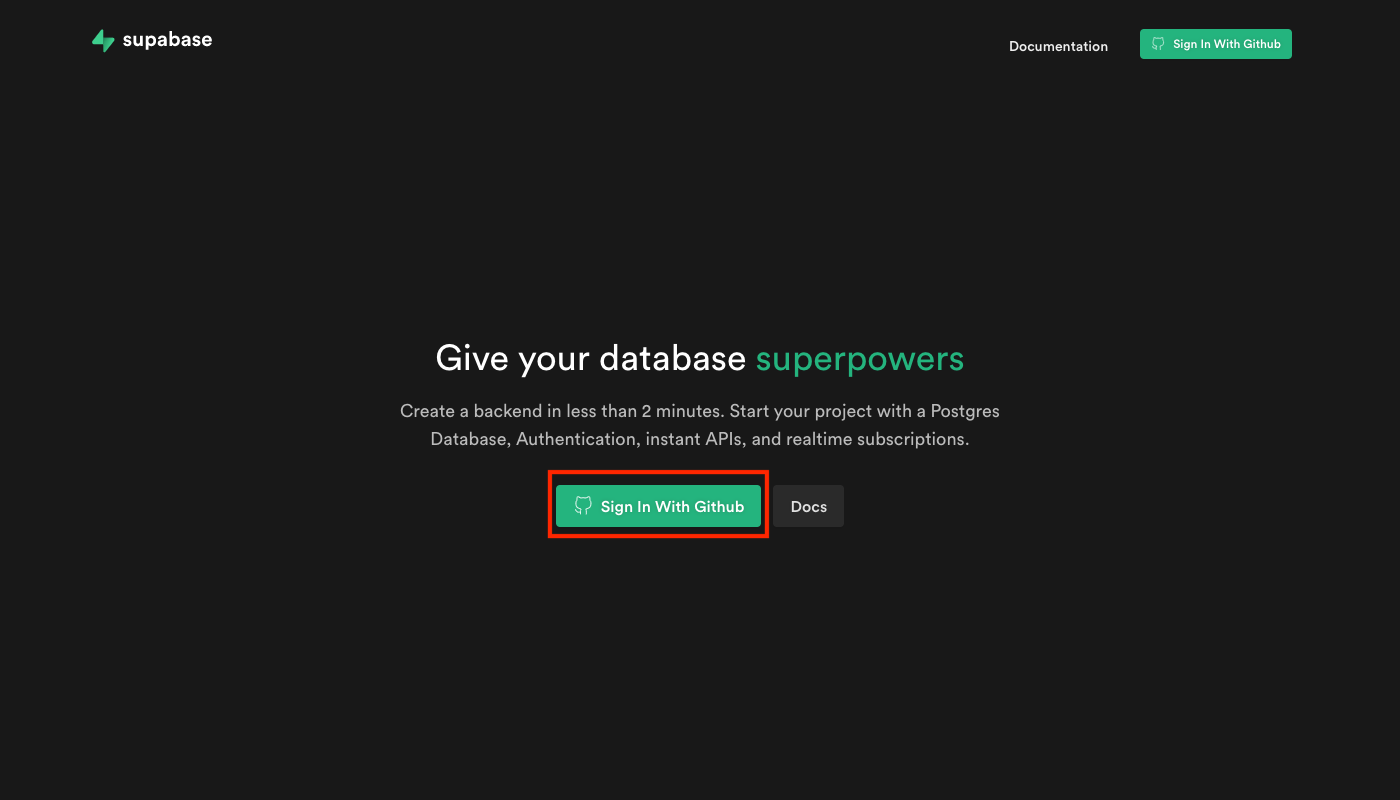 supabase
Documentation
Sign In With Github
Give your database superpowers
Create a backend in less than 2 minutes. Start your project with a Postgres
Database, Authentication, instant APIs, and realtime subscriptions.
Sign In With Github
Docs